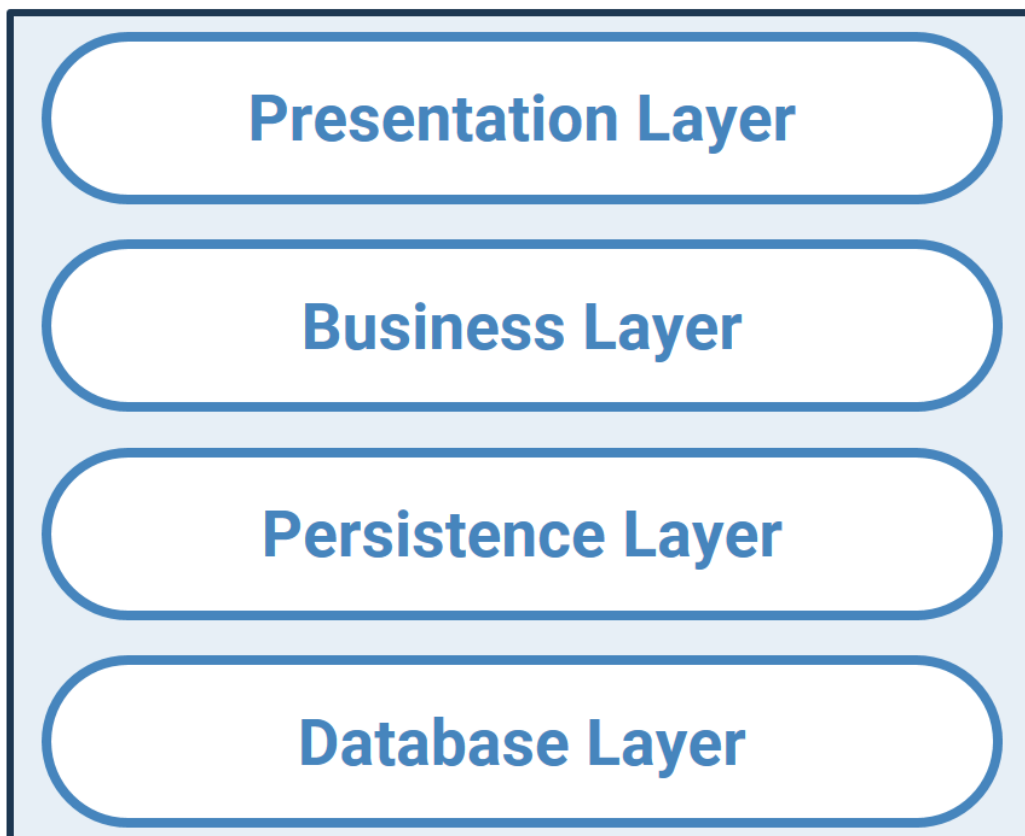 Presentation Layer
Business Layer
Persistence Layer
Database Layer